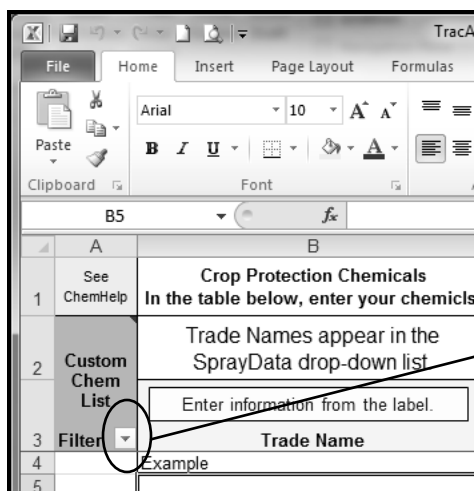 TracA
File Home Insert Page Layout Formulas
Arial 10 A A
Paste B I U A
Clipboard Font
B5 fx
A B
1 See ChemHelp Crop Protection Chemicals
In the table below, enter your chemicls
2 Custom Chem List Trade Names appear in the
SprayData drop-down list
Enter information from the label.
3 Filter Trade Name
4 Example
5